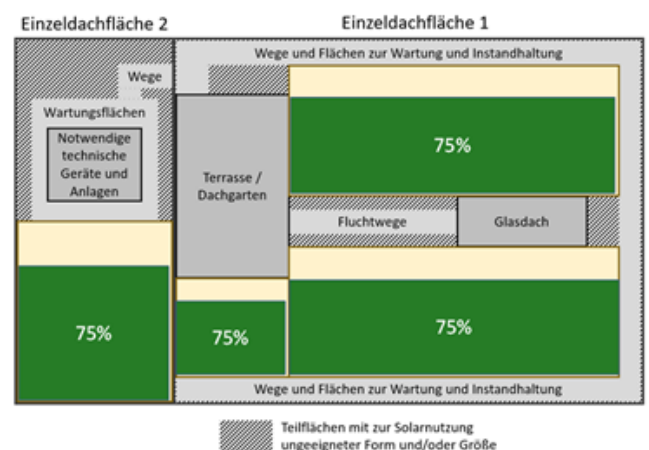 Einzeldachfläche 2
Einzeldachfläche 1
Wege und Flächen zur Wartung und Instandhaltung
Wege
Wartungsflächen
Notwendige
technische
Geräte und
Anlagen
Terrasse /
Dachgarten
75%
Fluchtwege
Glasdach
75%
75%
75%
Wege und Flächen zur Wartung und Instandhaltung
Teilflächen mit zur Solarnutzung
ungeeigneter Form und/oder Größe